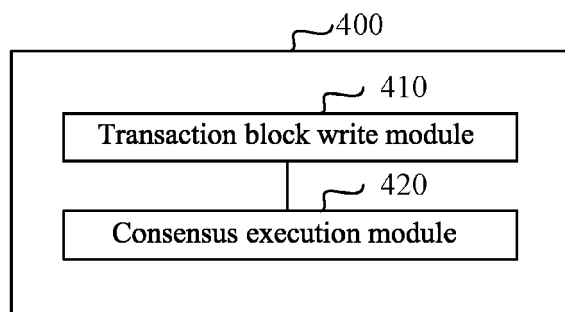 400
410
Transaction block write module
420
Consensus execution module